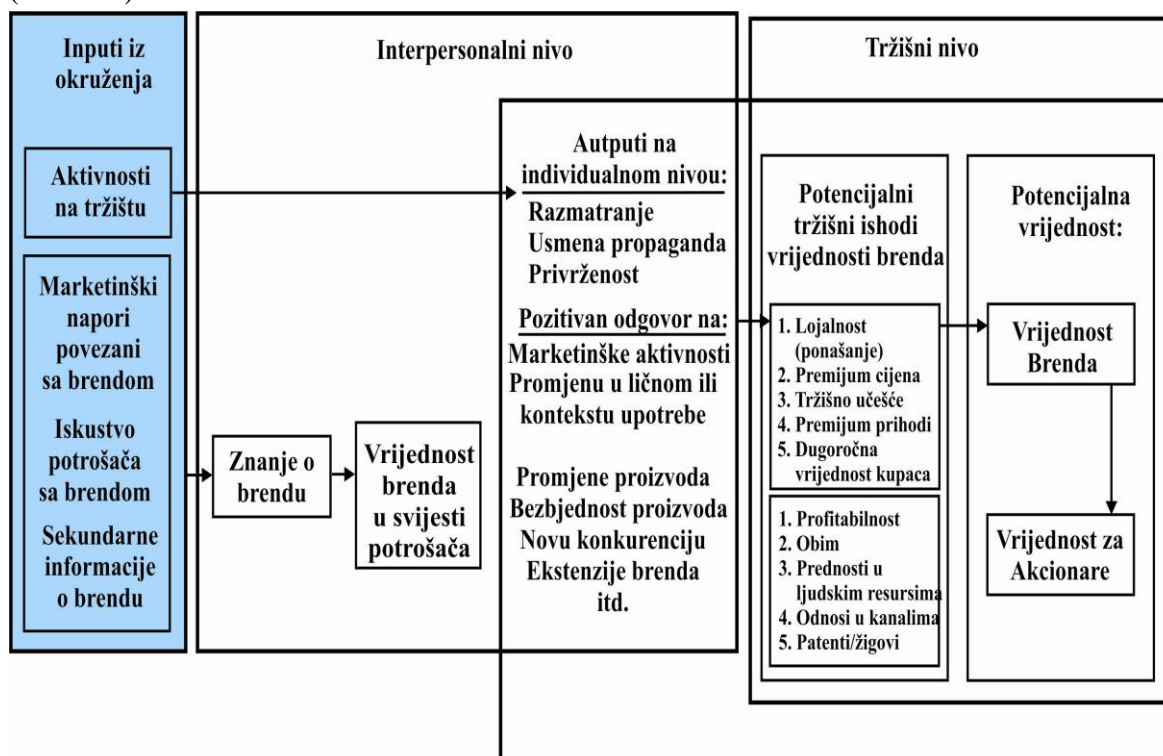 Inputi iz
okruženja
Aktivnosti
na tržištu
Marketinški
napori
povezani
sa brendom
Iskustvo
potrošača
sa brendom
Sekundarne
informacije
o brendu
Interpersonalni nivo
Znanje o
brendu
Vrijednost
brenda
u svijesti
potrošača
Autputi na
individualnom nivou:
Razmatranje
Usmena propaganda
Privrženost
Pozitivan odgovor na:
Marketinške aktivnosti
Promjenu u ličnom ili
kontekstu upotrebe
Promjene proizvoda
Bezbjednost proizvoda
Novu konkurenciju
Ekstenzije brenda
itd.
Tržišni nivo
Potencijalni
tržišni ishodi
vrijednosti brenda
1. Lojalnost
(ponašanje)
2. Premijum cijena
3. Tržišno učešće
4. Premijum prihodi
5. Dugoročna
vrijednost kupaca
1. Profitabilnost
2. Obim
3. Prednosti u
ljudskim resursima
4. Odnosi u kanalima
5. Patenti/žigovi
Potencijalna
vrijednost:
Vrijednost
Brenda
Vrijednost za
Akcionare